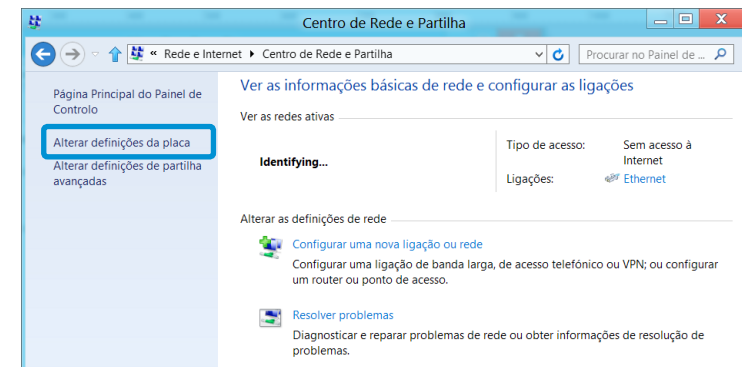 Centro de Rede e Partilha
X
« Rede e Internet Centro de Rede e Partilha
Procurar no Painel de ...
Página Principal do Painel de
Controlo
Alterar definições da placa
Alterar definições de partilha
avançadas
Ver as informações básicas de rede e configurar as ligações
Ver as redes ativas
Identifying...
Tipo de acesso: Sem acesso à
Internet
Ligações: Ethernet
Alterar as definições de rede
Configurar uma nova ligação ou rede
Configurar uma ligação de banda larga, de acesso telefónico ou VPN; ou configurar
um router ou ponto de acesso.
Resolver problemas
Diagnosticar e reparar problemas de rede ou obter informações de resolução de
problemas.